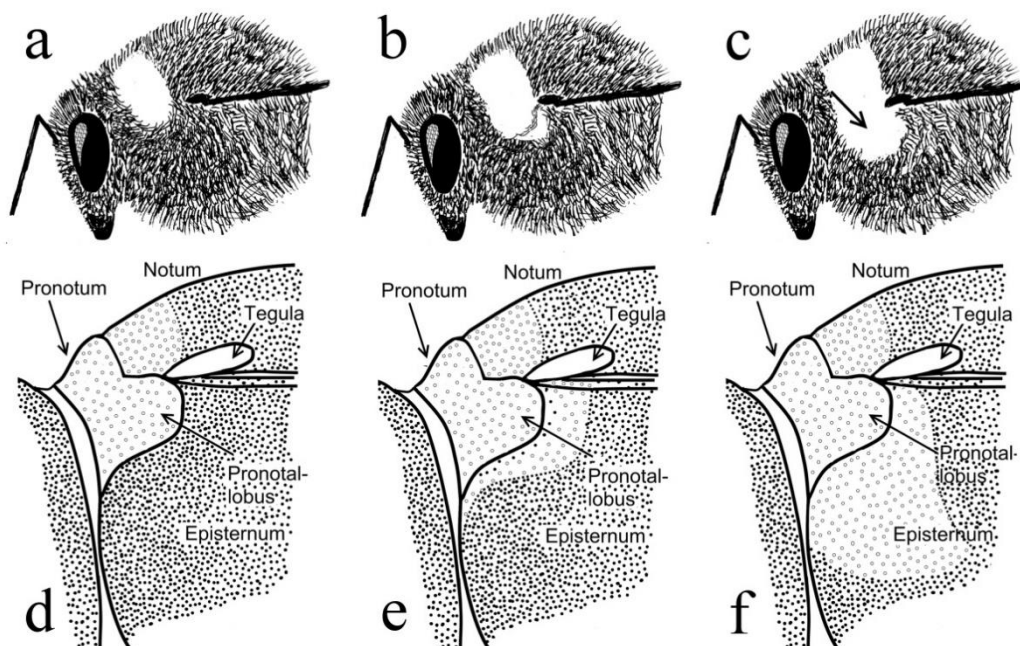 a
b
c
Notum
Pronotum
Tegula
Pronotal-
lobus
Episternum
d
Notum
Pronotum
Tegula
Pronotal-
lobus
Episternum
e
Notum
Pronotum
Tegula
Pronotal-
lobus
Episternum
f